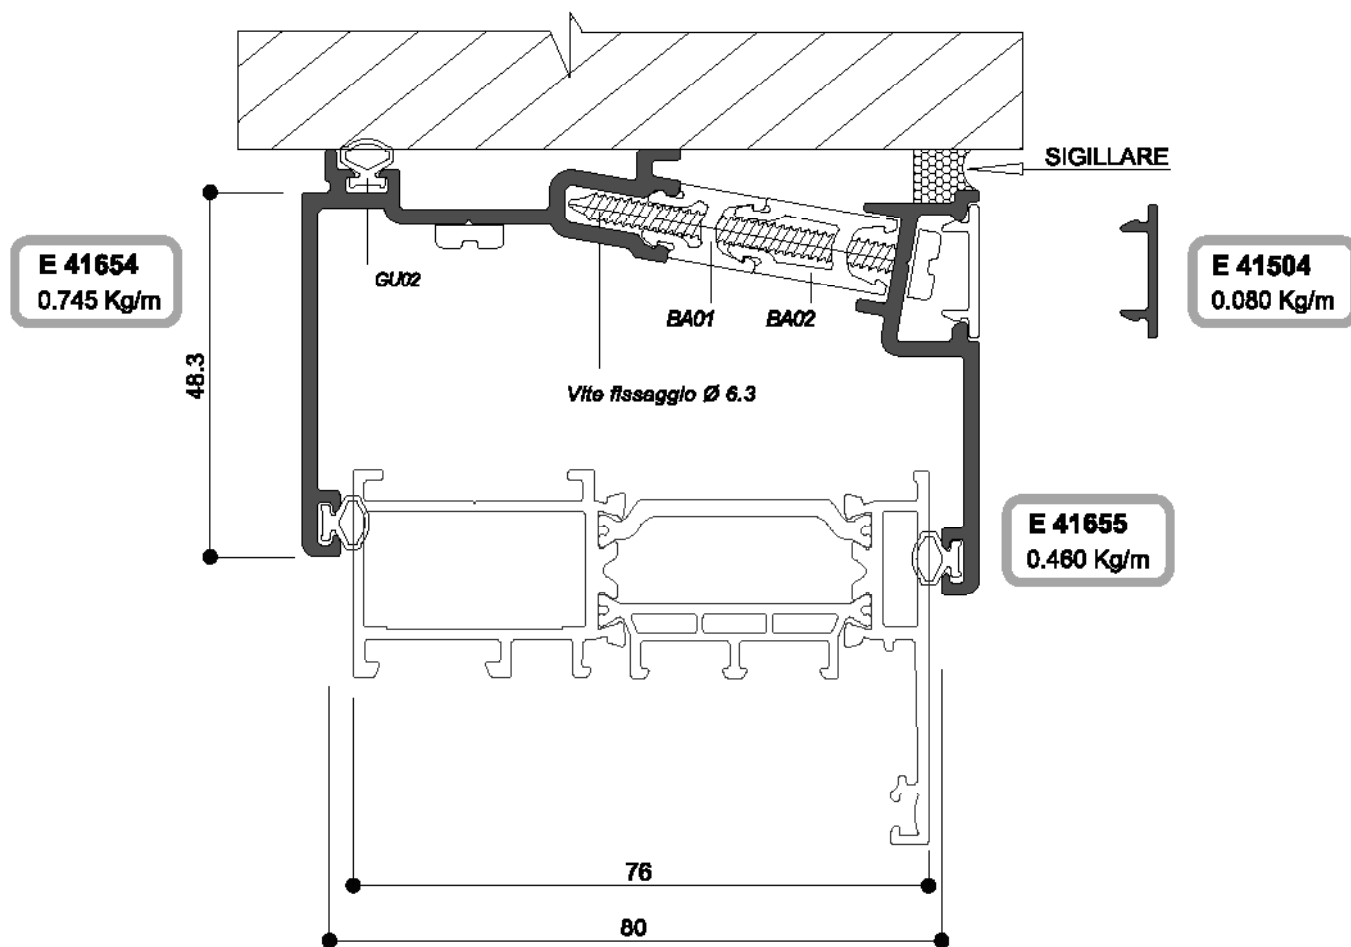 SIGILLARE
E 41654
0.745 Kg/m
E 41504
0.080 Kg/m
GU02
BA01
BA02
48.3
Vite fissaggio Ø 6.3
E 41655
0.460 Kg/m
76
80